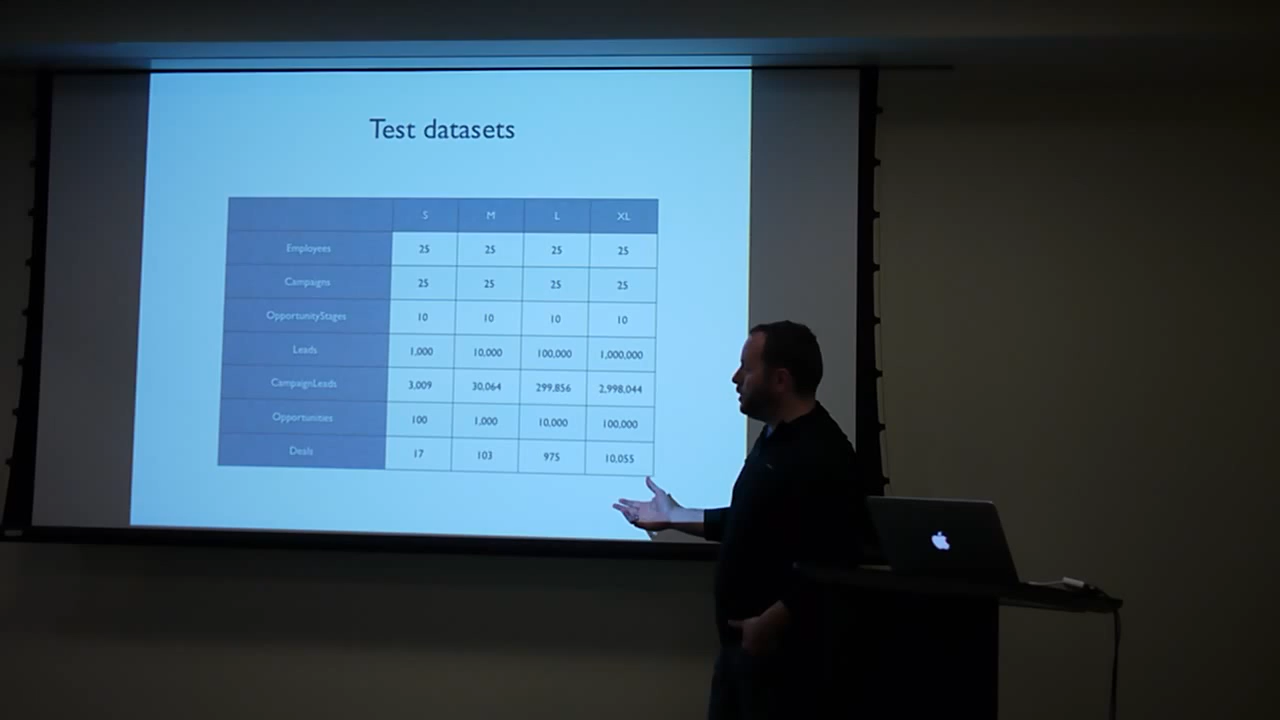 Test datasets
S M L XL
Employees 25 25 25 25
Campaigns 25 25 25 25
OpportunityStages 10 10 10 10
Leads 1,000 10,000 100,000 1,000,000
CampaignLeads 3,009 30,064 299,856 2,998,044
Opportunities 100 1,000 10,000 100,000
Deals 17 103 975 10,055